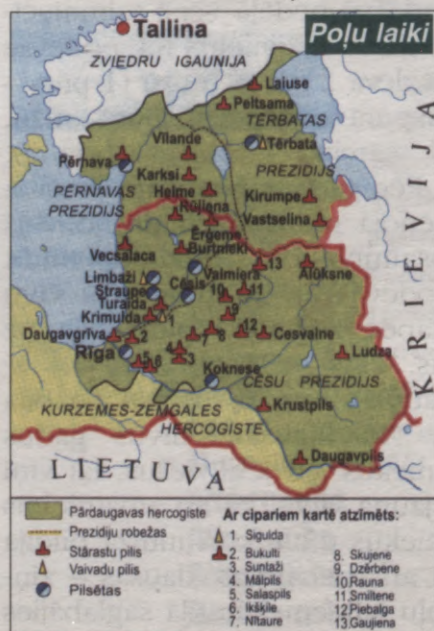 Tallina
Poļu laiki
ZVIEDRU IGAUNIJA
Laiuse
Peltsama
TĒRBATAS
Vilande
Tērbata
Pērnava
Karksi
PREZIDIJS
PĒRNAVAS
Helme
Kirumpe
PREZIDIJS
Rūjiena
Vastselina
Ērģeme
Vecsalaca
Burtnieki
13
Alūksne
KRIEVIJA
Limbaži
Valmiera
Straupe
Cēsis
10
11
Turaida
Krimulda
1
9
Daugavgrīva
2
7
8
12
Cesvaine
Rīga
4
3
Ludza
5
6
Koknese
CĒSU PREZIDIJS
KURZEMES-ZEMGALES
HERCOGISTE
Krustpils
Daugavpils
LIETUVA
Pārdaugavas hercogiste
Prezidiju robežas
Stārastu pilis
Vaivadu pilis
Pilsētas
Ar cipariem kartē atzīmēts:
1. Sigulda
2. Bukulti
3. Suntaži
4. Mālpils
5. Salaspils
6. Ikšķile
7. Nītaure
8. Skujene
9. Dzērbene
10 Rauna
11 Smiltene
12 Piebalga
13 Gaujiena